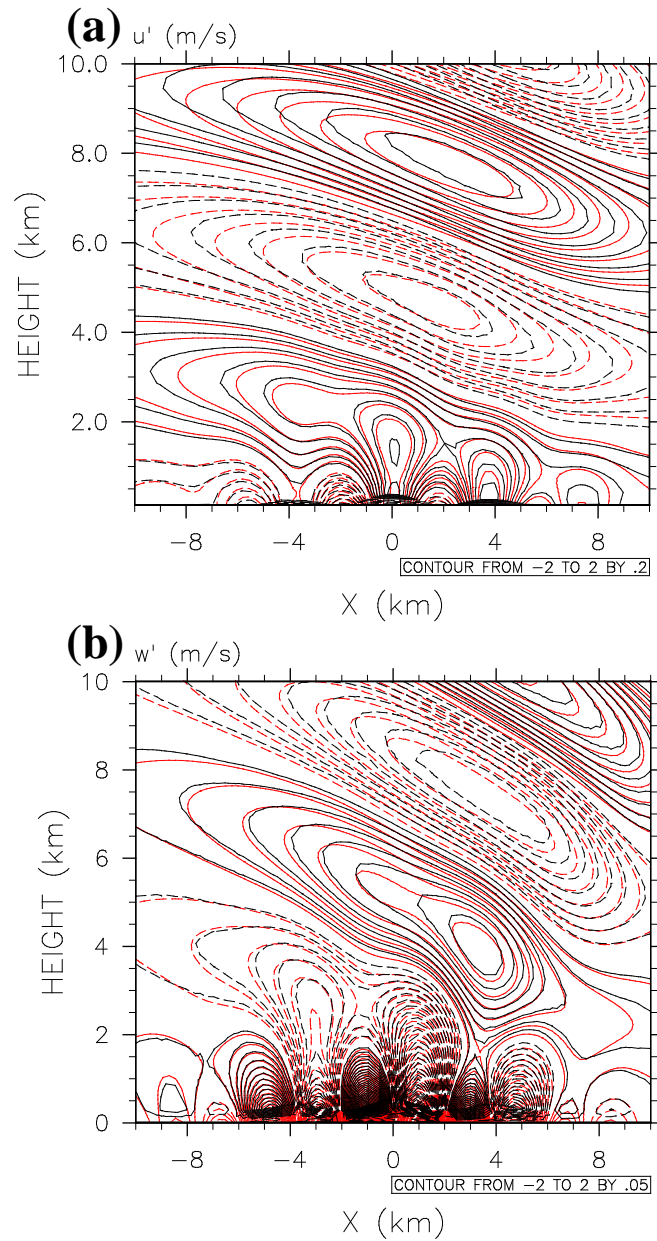 (a) u' (m/s)
10.0
8.0
6.0
4.0
2.0
HEIGHT (km)
−8 −4 0 4 8
CONTOUR FROM −2 TO 2 BY .2
X (km)
(b) w' (m/s)
10
8
6
4
2
0
HEIGHT (km)
−8 −4 0 4 8
CONTOUR FROM −2 TO 2 BY .05
X (km)